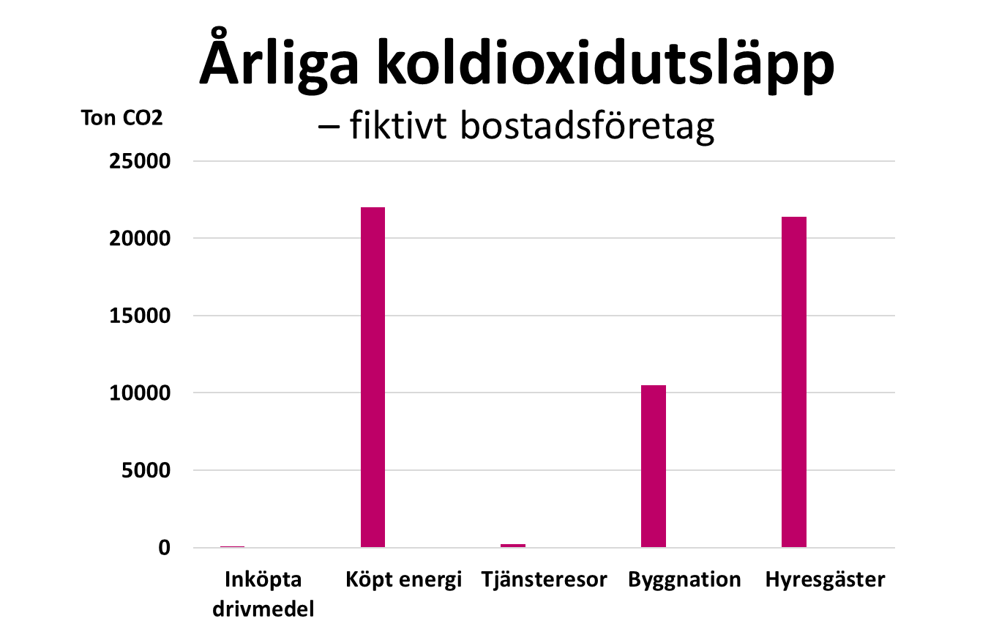 Årliga koldioxidutsläpp
– fiktivt bostadsföretag
Ton CO2
25000
20000
15000
10000
5000
0
Inköpta drivmedel
Köpt energi
Tjänsteresor
Byggnation
Hyresgäster